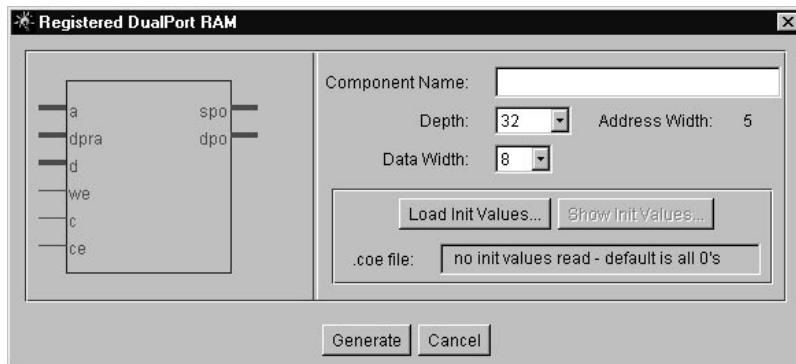 Registered DualPort RAM
a
dpra
d
we
c
ce
spo
dpo
Component Name:
Depth: 32 Address Width: 5
Data Width: 8
Load Init Values... Show Init Values...
.coe file: no init values read - default is all 0's
Generate Cancel